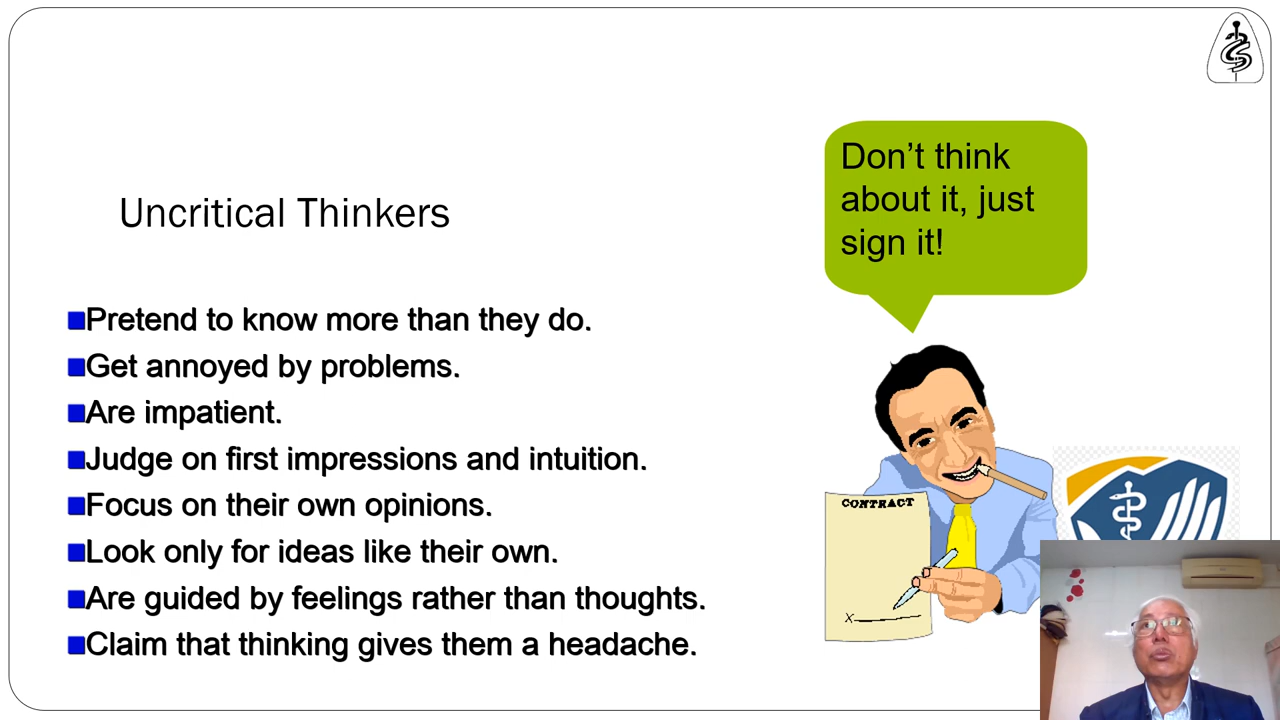 Uncritical Thinkers
Pretend to know more than they do.
Get annoyed by problems.
Are impatient.
Judge on first impressions and intuition.
Focus on their own opinions.
Look only for ideas like their own.
Are guided by feelings rather than thoughts.
Claim that thinking gives them a headache.
Don’t think
about it, just
sign it!
CONTRACT
X